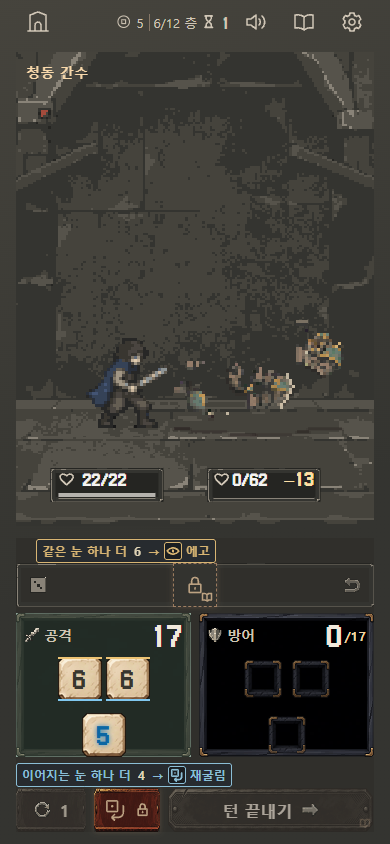 5 6/12 층 1
청동 간수
22/22
0/62 -13
같은 눈 하나 더 6 → 예고
공격 17
방어 0/17
6 6
5
이어지는 눈 하나 더 4 → 재굴림
1
턴 끝내기 ➡